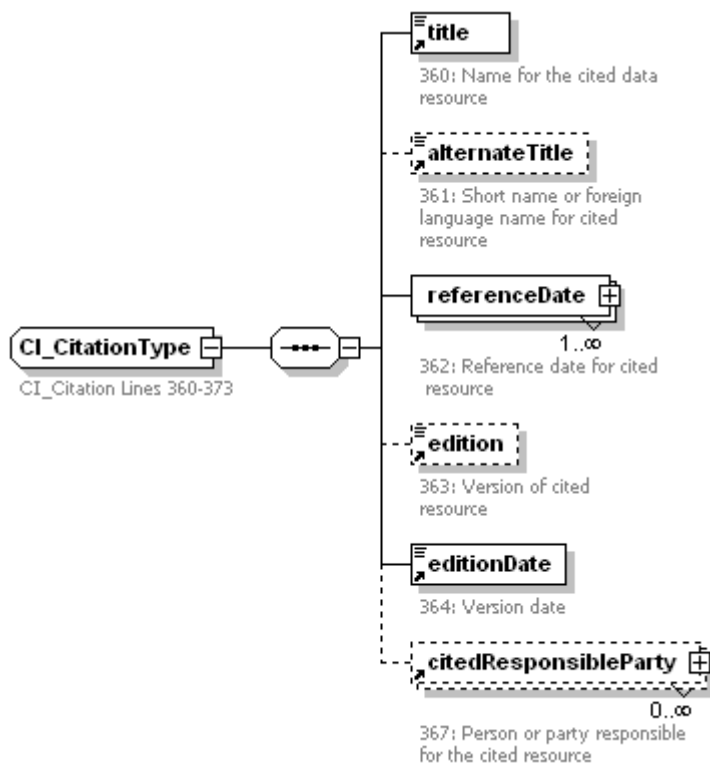 title
360: Name for the cited data
resource
alternateTitle
361: Short name or foreign
language name for cited
resource
referenceDate
1..∞
362: Reference date for cited
resource
CI_CitationType
CI_Citation Lines 360-373
edition
363: Version of cited
resource
editionDate
364: Version date
citedResponsibleParty
0..∞
367: Person or party responsible
for the cited resource